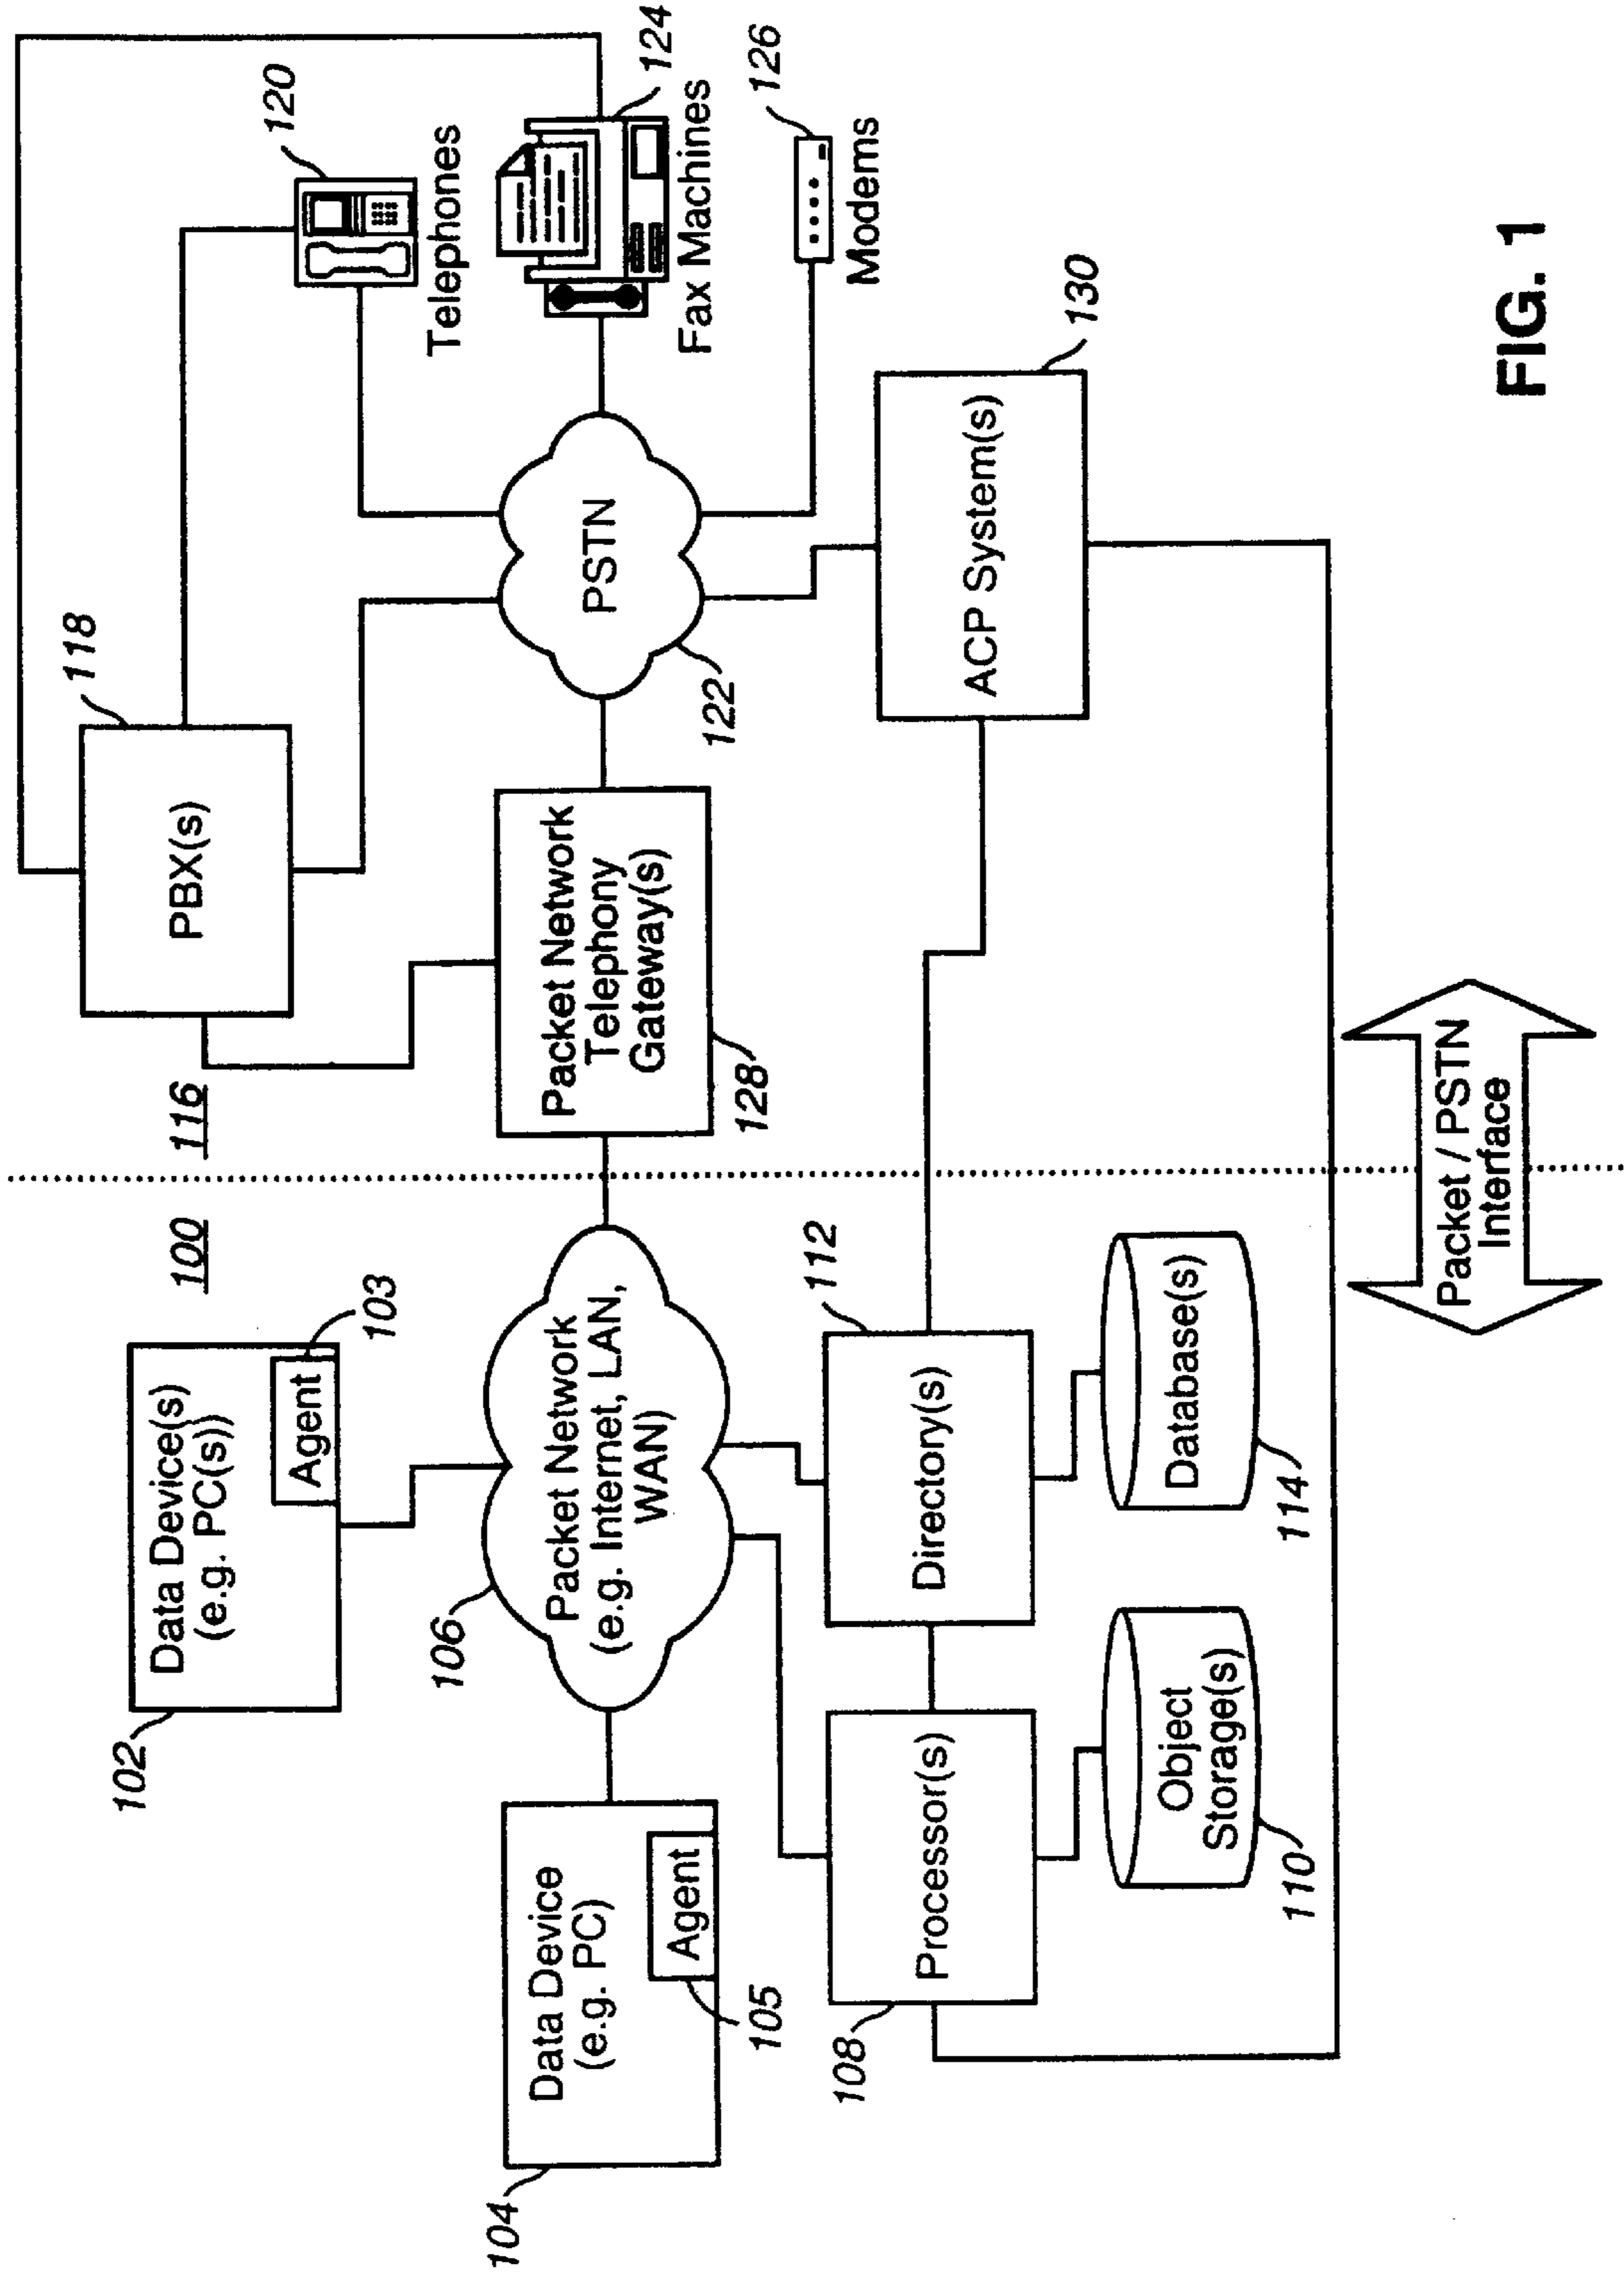 100
116
102
Data Device(s)
(e.g. PC(s))
Agent
103
118
PBX(s)
120
Telephones
104
Data Device
(e.g. PC)
Agent
105
106
Packet Network
(e.g. Internet, LAN,
WAN)
Packet Network
Telephony
Gateway(s)
128
PSTN
122
124
Fax Machines
126
Modems
108
Processor(s)
112
Directory(s)
ACP System(s)
130
110
Object
Storage(s)
114
Database(s)
Packet / PSTN
Interface
FIG. 1